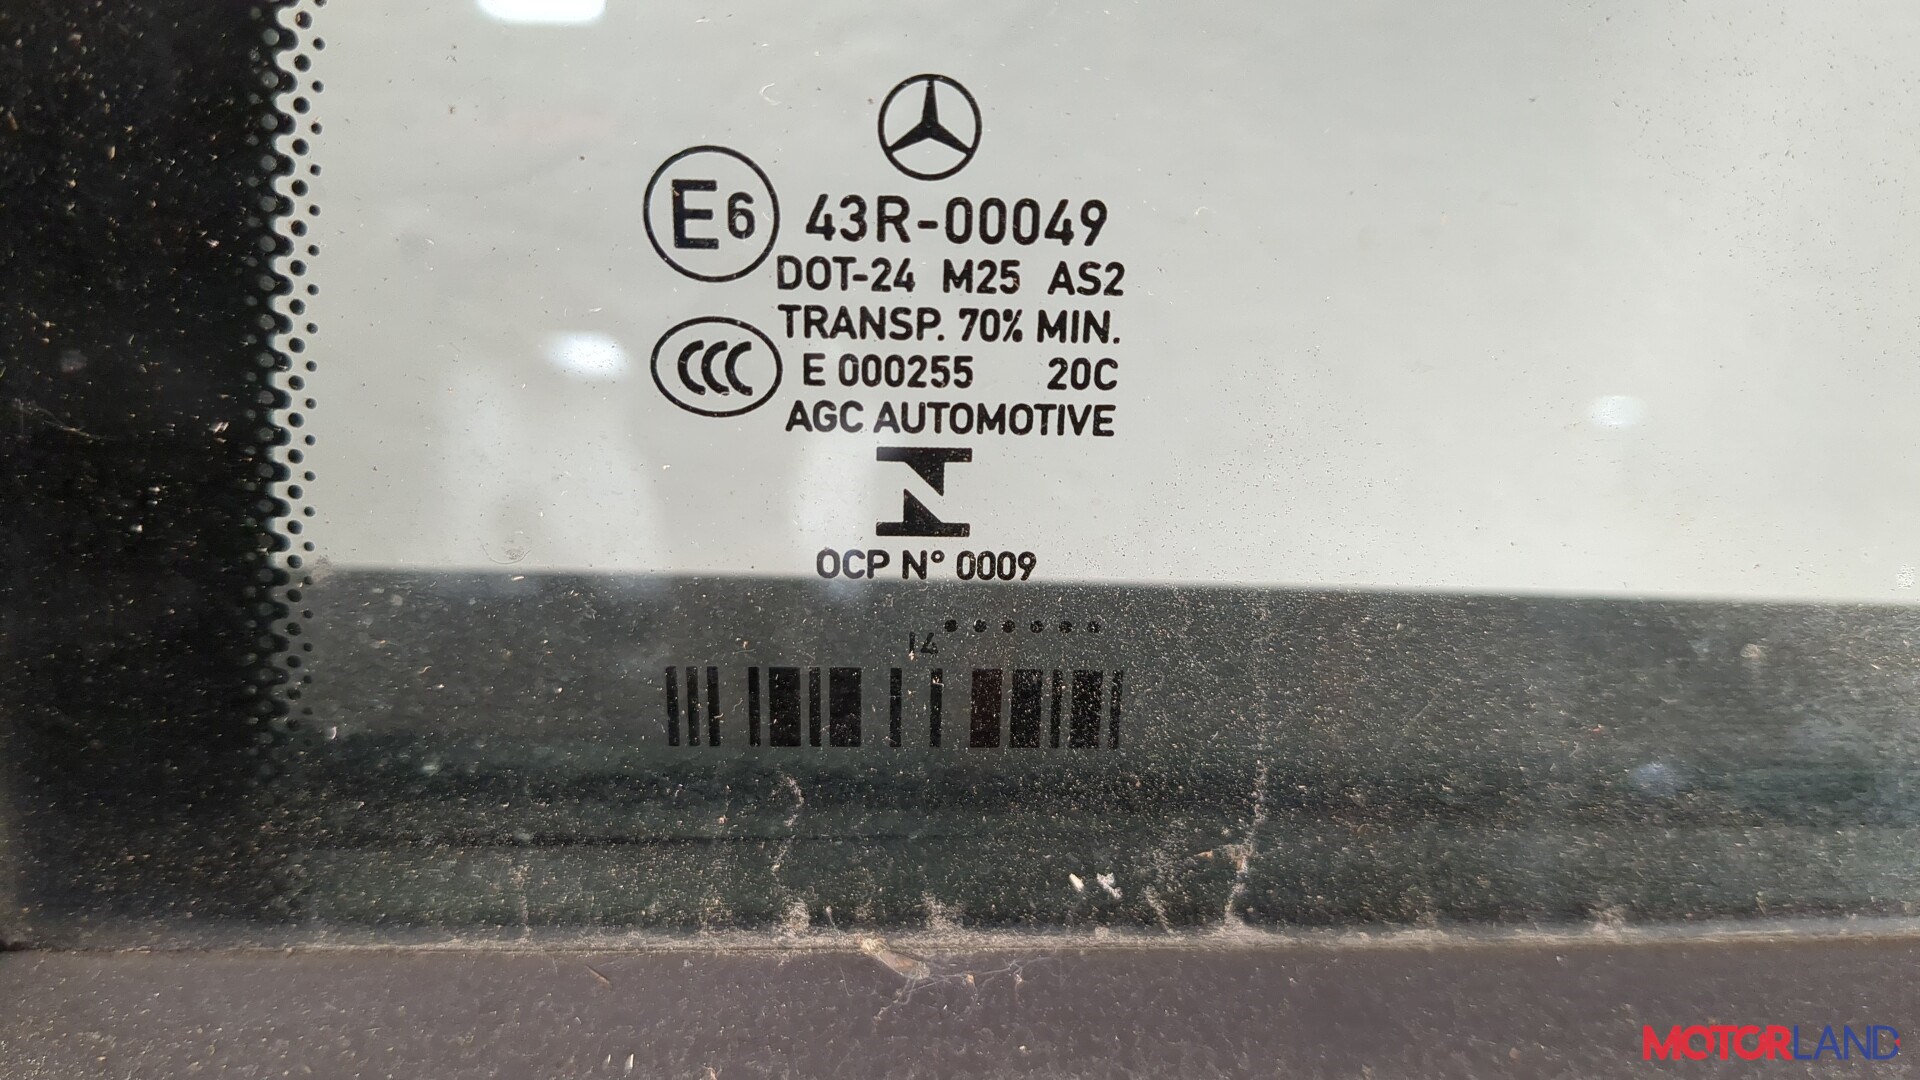 E6 43R-00049
DOT-24 M25 AS2
TRANSP. 70% MIN.
CCC E 000255 20C
AGC AUTOMOTIVE
OCP N° 0009
14
MOTORLAND